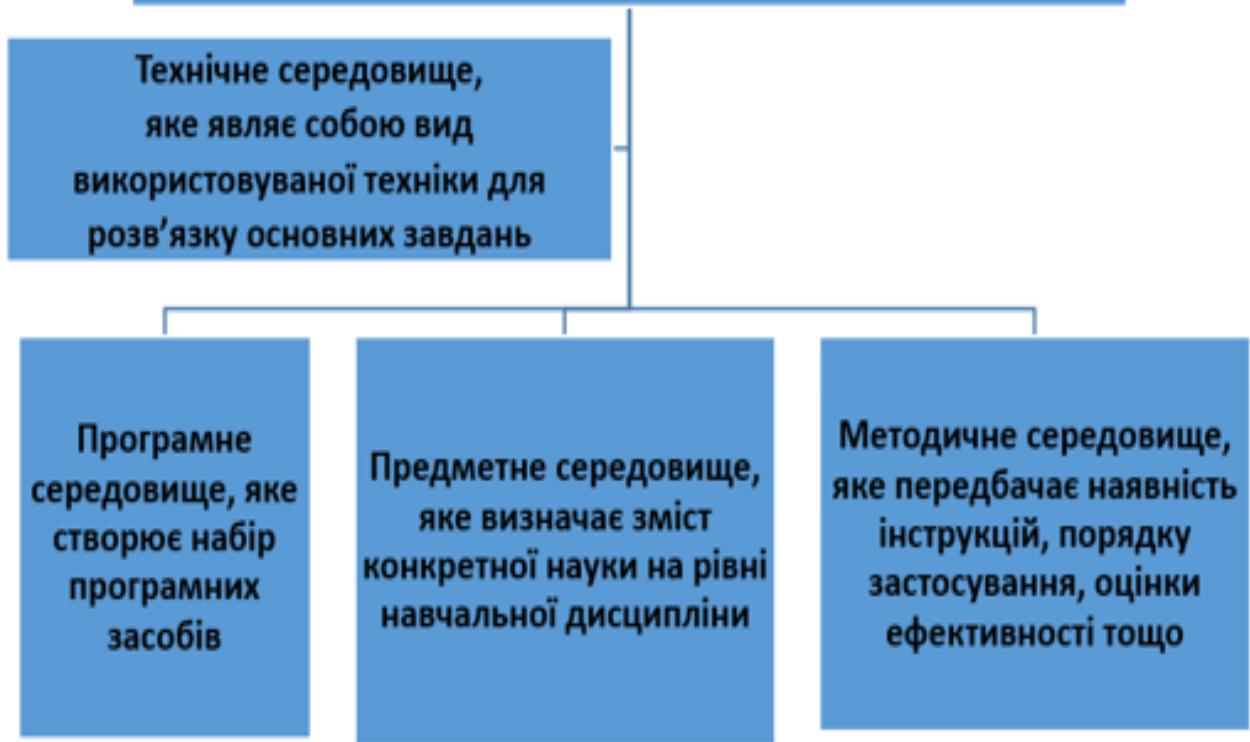 Технічне середовище,
яке являє собою вид
використовуваної техніки для
розв’язку основних завдань
Програмне
середовище, яке
створює набір
програмних
засобів
Предметне середовище,
яке визначає зміст
конкретної науки на рівні
навчальної дисципліни
Методичне середовище,
яке передбачає наявність
інструкцій, порядку
застосування, оцінки
ефективності тощо